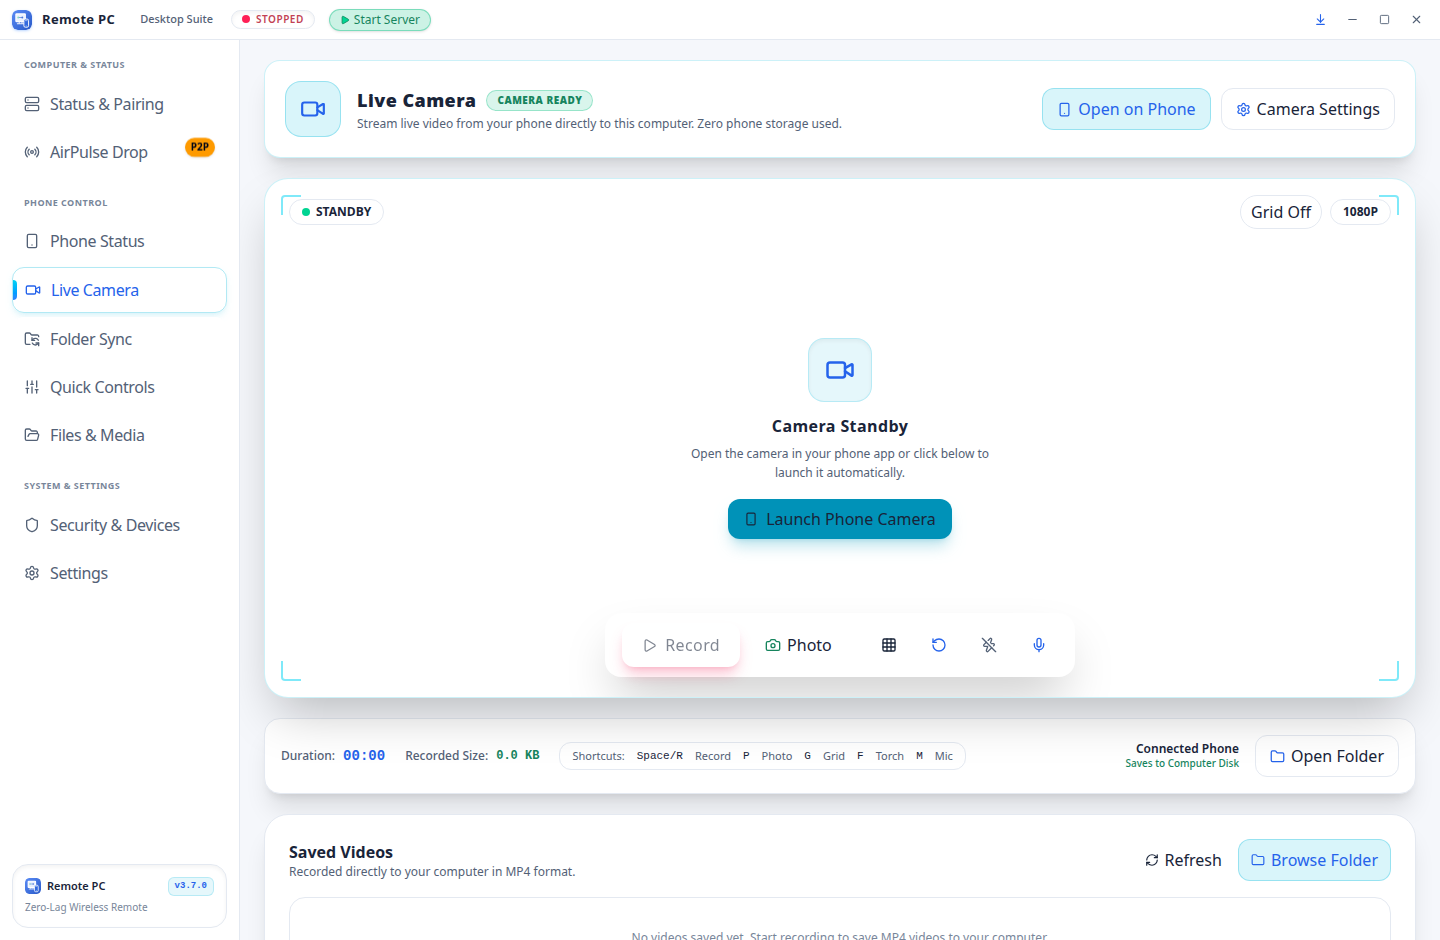 Remote PC Desktop Suite STOPPED Start Server
COMPUTER & STATUS
Status & Pairing
AirPulse Drop P2P
PHONE CONTROL
Phone Status
Live Camera
Folder Sync
Quick Controls
Files & Media
SYSTEM & SETTINGS
Security & Devices
Settings
Remote PC v3.7.0
Zero-Lag Wireless Remote
Live Camera CAMERA READY
Stream live video from your phone directly to this computer. Zero phone storage used.
Open on Phone Camera Settings
STANDBY Grid Off 1080P
Camera Standby
Open the camera in your phone app or click below to
launch it automatically.
Launch Phone Camera
Record Photo
Duration: 00:00 Recorded Size: 0.0 KB Shortcuts: Space/R Record P Photo G Grid F Torch M Mic
Connected Phone
Saves to Computer Disk
Open Folder
Saved Videos
Recorded directly to your computer in MP4 format.
Refresh Browse Folder
No videos saved yet. Start recording to save MP4 videos to your computer.